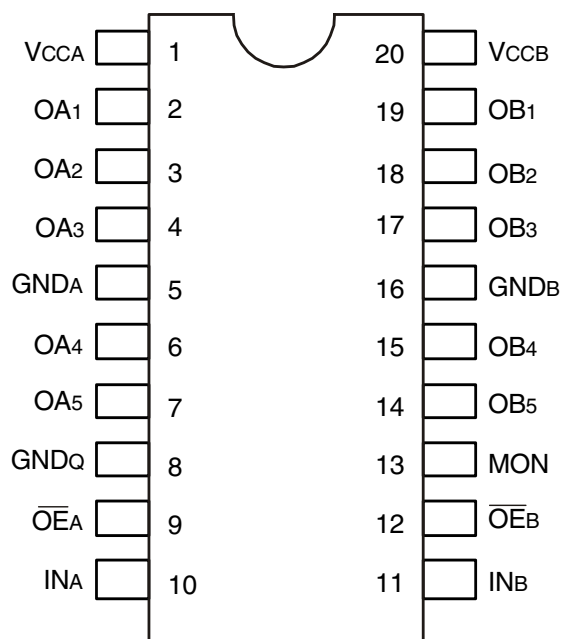 VCCA 1 20 VCCB
OA1 2 19 OB1
OA2 3 18 OB2
OA3 4 17 OB3
GNDA 5 16 GNDB
OA4 6 15 OB4
OA5 7 14 OB5
GNDQ 8 13 MON
O̅E̅A 9 12 O̅E̅B
INA 10 11 INB